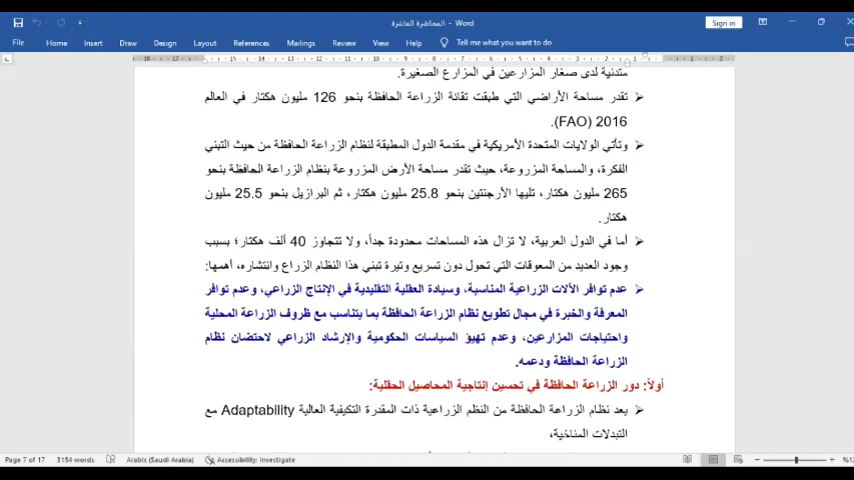 المحاضرة العاشرة - Word
Sign in
File Home Insert Draw Design Layout References Mailings Review View Help Tell me what you want to do
متدنية لدى صغار المزارعين في المزارع الصغيرة.
تقدر مساحة الأراضي التي طبقت تقانة الزراعة الحافظة بنحو 126 مليون هكتار في العالم
2016 (FAO).
وتأتي الولايات المتحدة الأمريكية في مقدمة الدول المطبقة لنظام الزراعة الحافظة من حيث التبني
الفكرة، والمساحة المزروعة، حيث تقدر مساحة الأرض المزروعة بنظام الزراعة الحافظة بنحو
265 مليون هكتار، تليها الأرجنتين بنحو 25.8 مليون هكتار، ثم البرازيل بنحو 25.5 مليون
هكتار.
أما في الدول العربية، لا تزال هذه المساحات محدودة جداً، ولا تتجاوز 40 ألف هكتار؛ بسبب
وجود العديد من المعوقات التي تحول دون تسريع وتيرة تبني هذا النظام الزراع وانتشاره، أهمها:
عدم توافر الآلات الزراعية المناسبة، وسيادة العقلية التقليدية في الإنتاج الزراعي، وعدم توافر
المعرفة والخبرة في مجال تطويع نظام الزراعة الحافظة بما يتناسب مع ظروف الزراعة المحلية
واحتياجات المزارعين، وعدم تهيؤ السياسات الحكومية والإرشاد الزراعي لاحتضان نظام
الزراعة الحافظة ودعمه.
أولاً: دور الزراعة الحافظة في تحسين إنتاجية المحاصيل الحقلية:
يعد نظام الزراعة الحافظة من النظم الزراعية ذات المقدرة التكيفية العالية Adaptability مع
التبدلات المناخية،
Page 7 of 17 3154 words Arabic (Saudi Arabia) Accessibility: Investigate